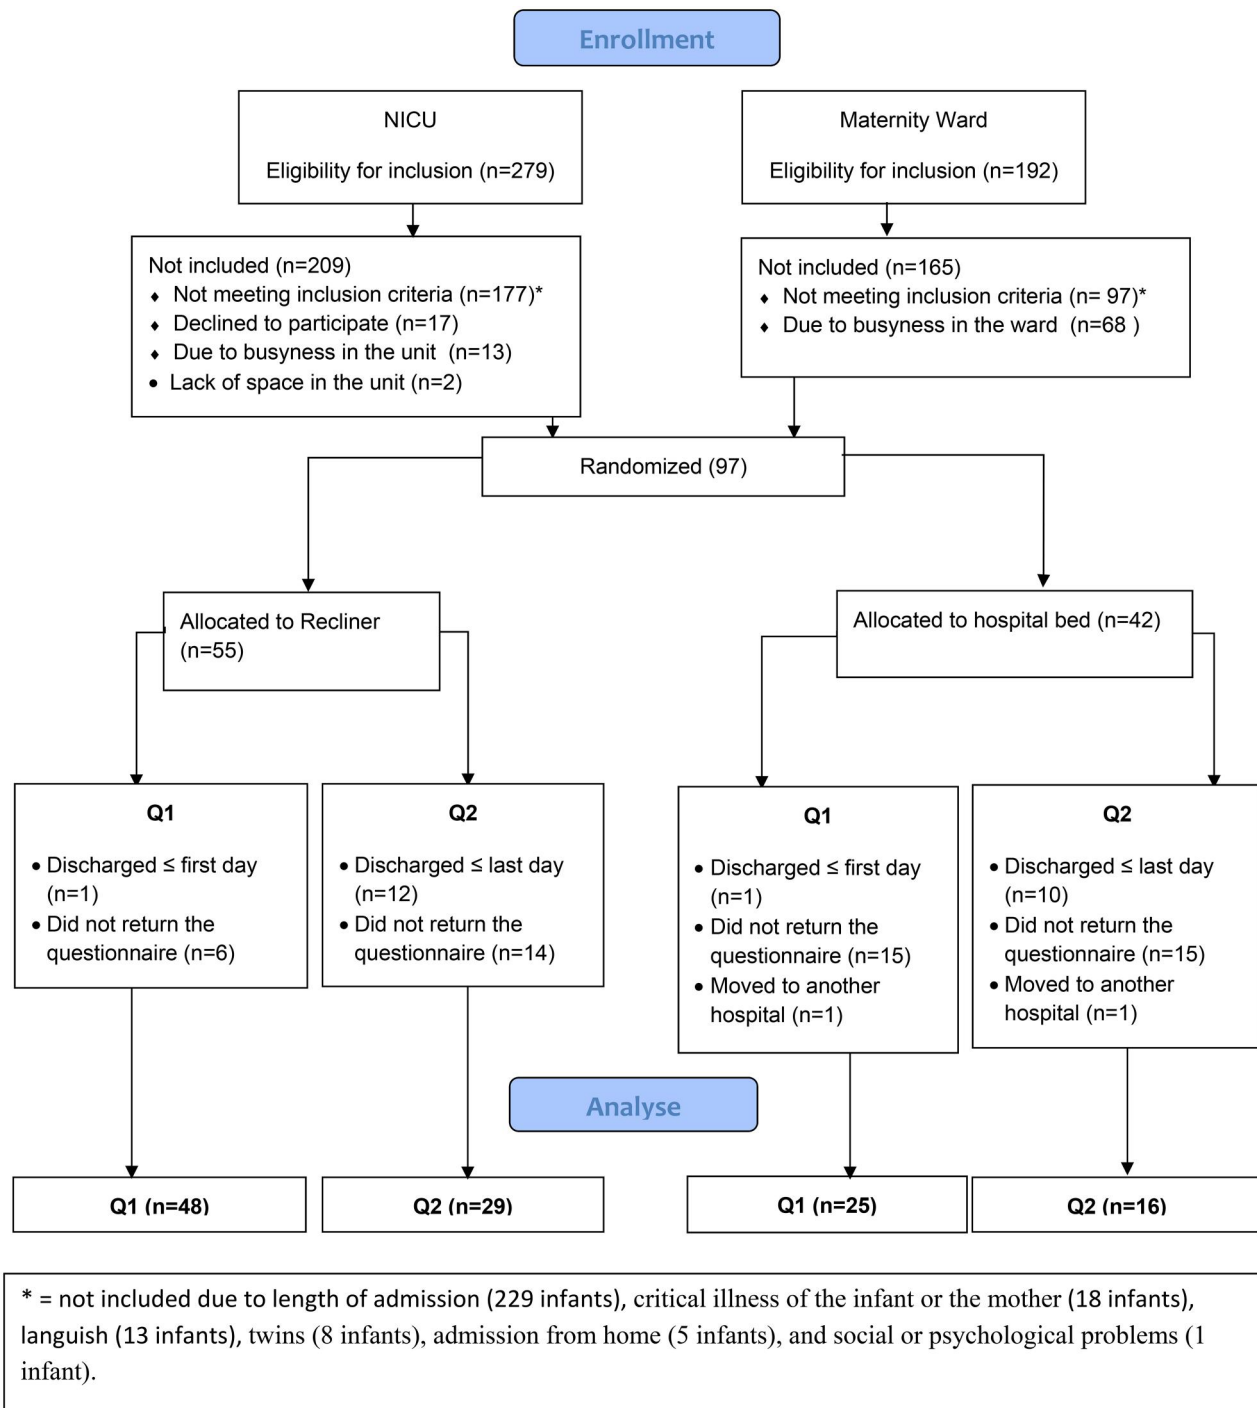 Enrollment
NICU
Eligibility for inclusion (n=279)
Maternity Ward
Eligibility for inclusion (n=192)
Not included (n=209)
♦ Not meeting inclusion criteria (n=177)*
♦ Declined to participate (n=17)
♦ Due to busyness in the unit (n=13)
• Lack of space in the unit (n=2)
Not included (n=165)
♦ Not meeting inclusion criteria (n= 97)*
♦ Due to busyness in the ward (n=68 )
Randomized (97)
Allocated to Recliner
(n=55)
Allocated to hospital bed (n=42)
Q1
• Discharged ≤ first day
(n=1)
• Did not return the
questionnaire (n=6)
Q2
• Discharged ≤ last day
(n=12)
• Did not return the
questionnaire (n=14)
Q1
• Discharged ≤ first day
(n=1)
• Did not return the
questionnaire (n=15)
• Moved to another
hospital (n=1)
Q2
• Discharged ≤ last day
(n=10)
• Did not return the
questionnaire (n=15)
• Moved to another
hospital (n=1)
Analyse
Q1 (n=48)
Q2 (n=29)
Q1 (n=25)
Q2 (n=16)
* = not included due to length of admission (229 infants), critical illness of the infant or the mother (18 infants),
languish (13 infants), twins (8 infants), admission from home (5 infants), and social or psychological problems (1
infant).